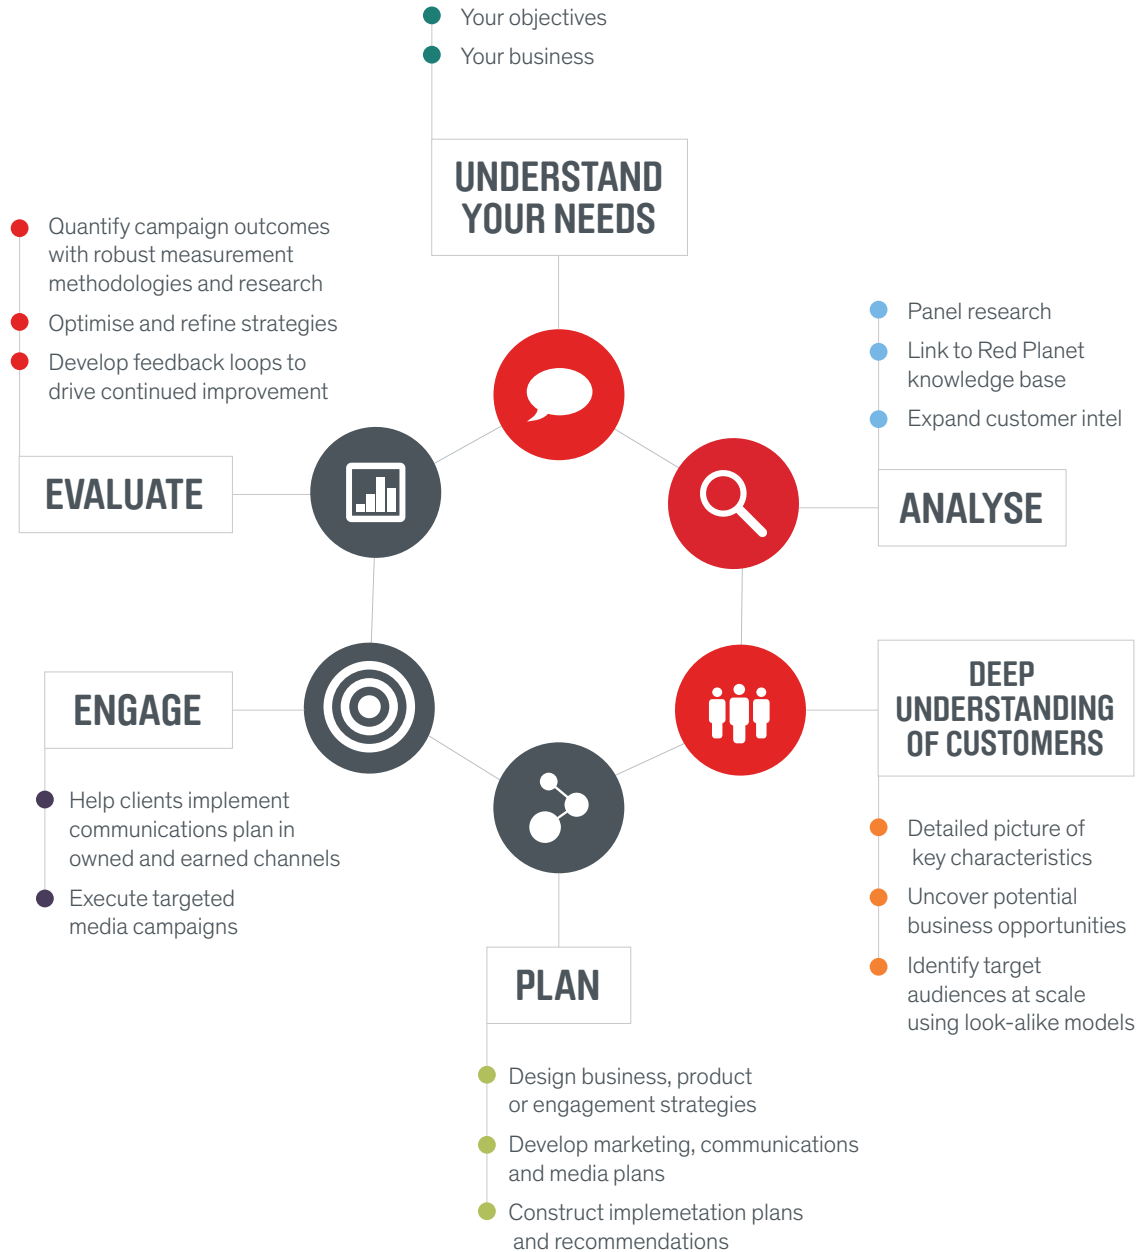 Your objectives
Your business
UNDERSTAND
YOUR NEEDS
Quantify campaign outcomes
with robust measurement
methodologies and research
Optimise and refine strategies
Develop feedback loops to
drive continued improvement
EVALUATE
Panel research
Link to Red Planet
knowledge base
Expand customer intel
ANALYSE
DEEP
UNDERSTANDING
OF CUSTOMERS
Detailed picture of
key characteristics
Uncover potential
business opportunities
Identify target
audiences at scale
using look-alike models
ENGAGE
Help clients implement
communications plan in
owned and earned channels
Execute targeted
media campaigns
PLAN
Design business, product
or engagement strategies
Develop marketing, communications
and media plans
Construct implemetation plans
and recommendations